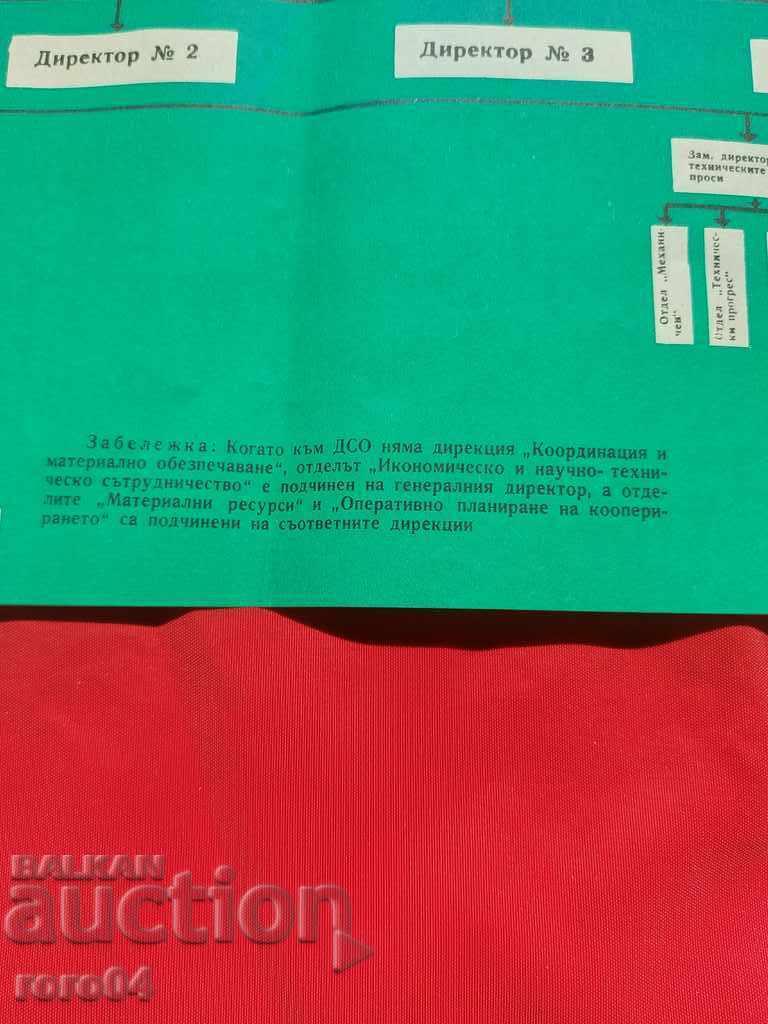 Директор № 2
Директор № 3
Зам. директор
техническите
проси
Отдел „Механи-
чен“
Отдел „Техничес-
ки прогрес“
Забележка: Когато към ДСО няма дирекция „Координация и
материално обезпечаване“, отделът „Икономическо и научно- техни-
ческо сътрудничество“ е подчинен на генералния директор, а отде-
лите „Материални ресурси“ и „Оперативно планиране на коопери-
рането“ са подчинени на съответните дирекции
BALKAN
auction
roro04